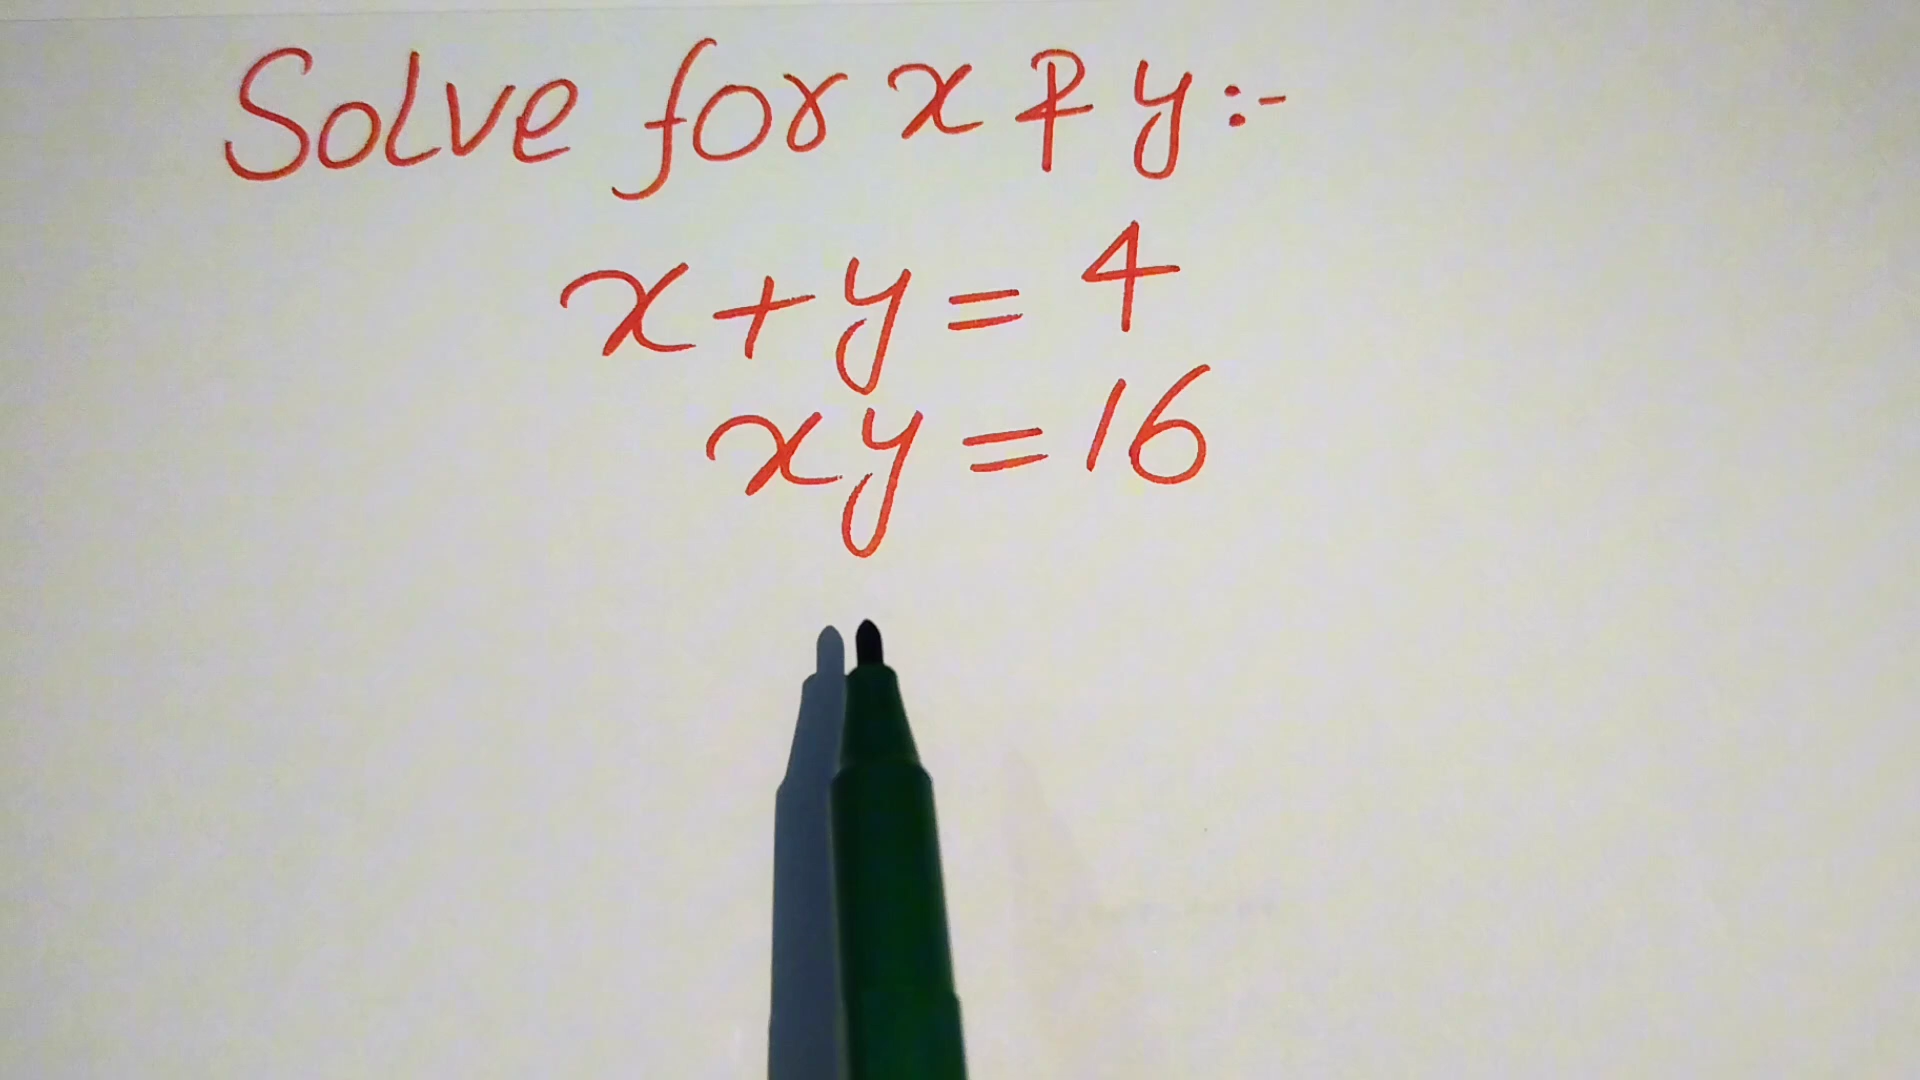 Solve for x & y :-
x + y = 4
xy = 16